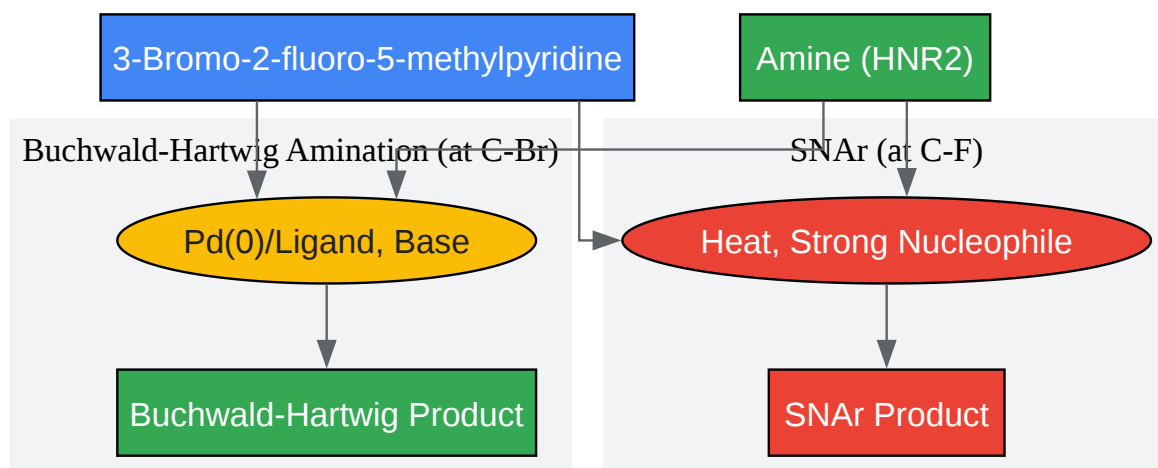 3-Bromo-2-fluoro-5-methylpyridine
Amine (HNR2)
Buchwald-Hartwig Amination (at C-Br)
SNAr (at C-F)
Pd(0)/Ligand, Base
Heat, Strong Nucleophile
Buchwald-Hartwig Product
SNAr Product